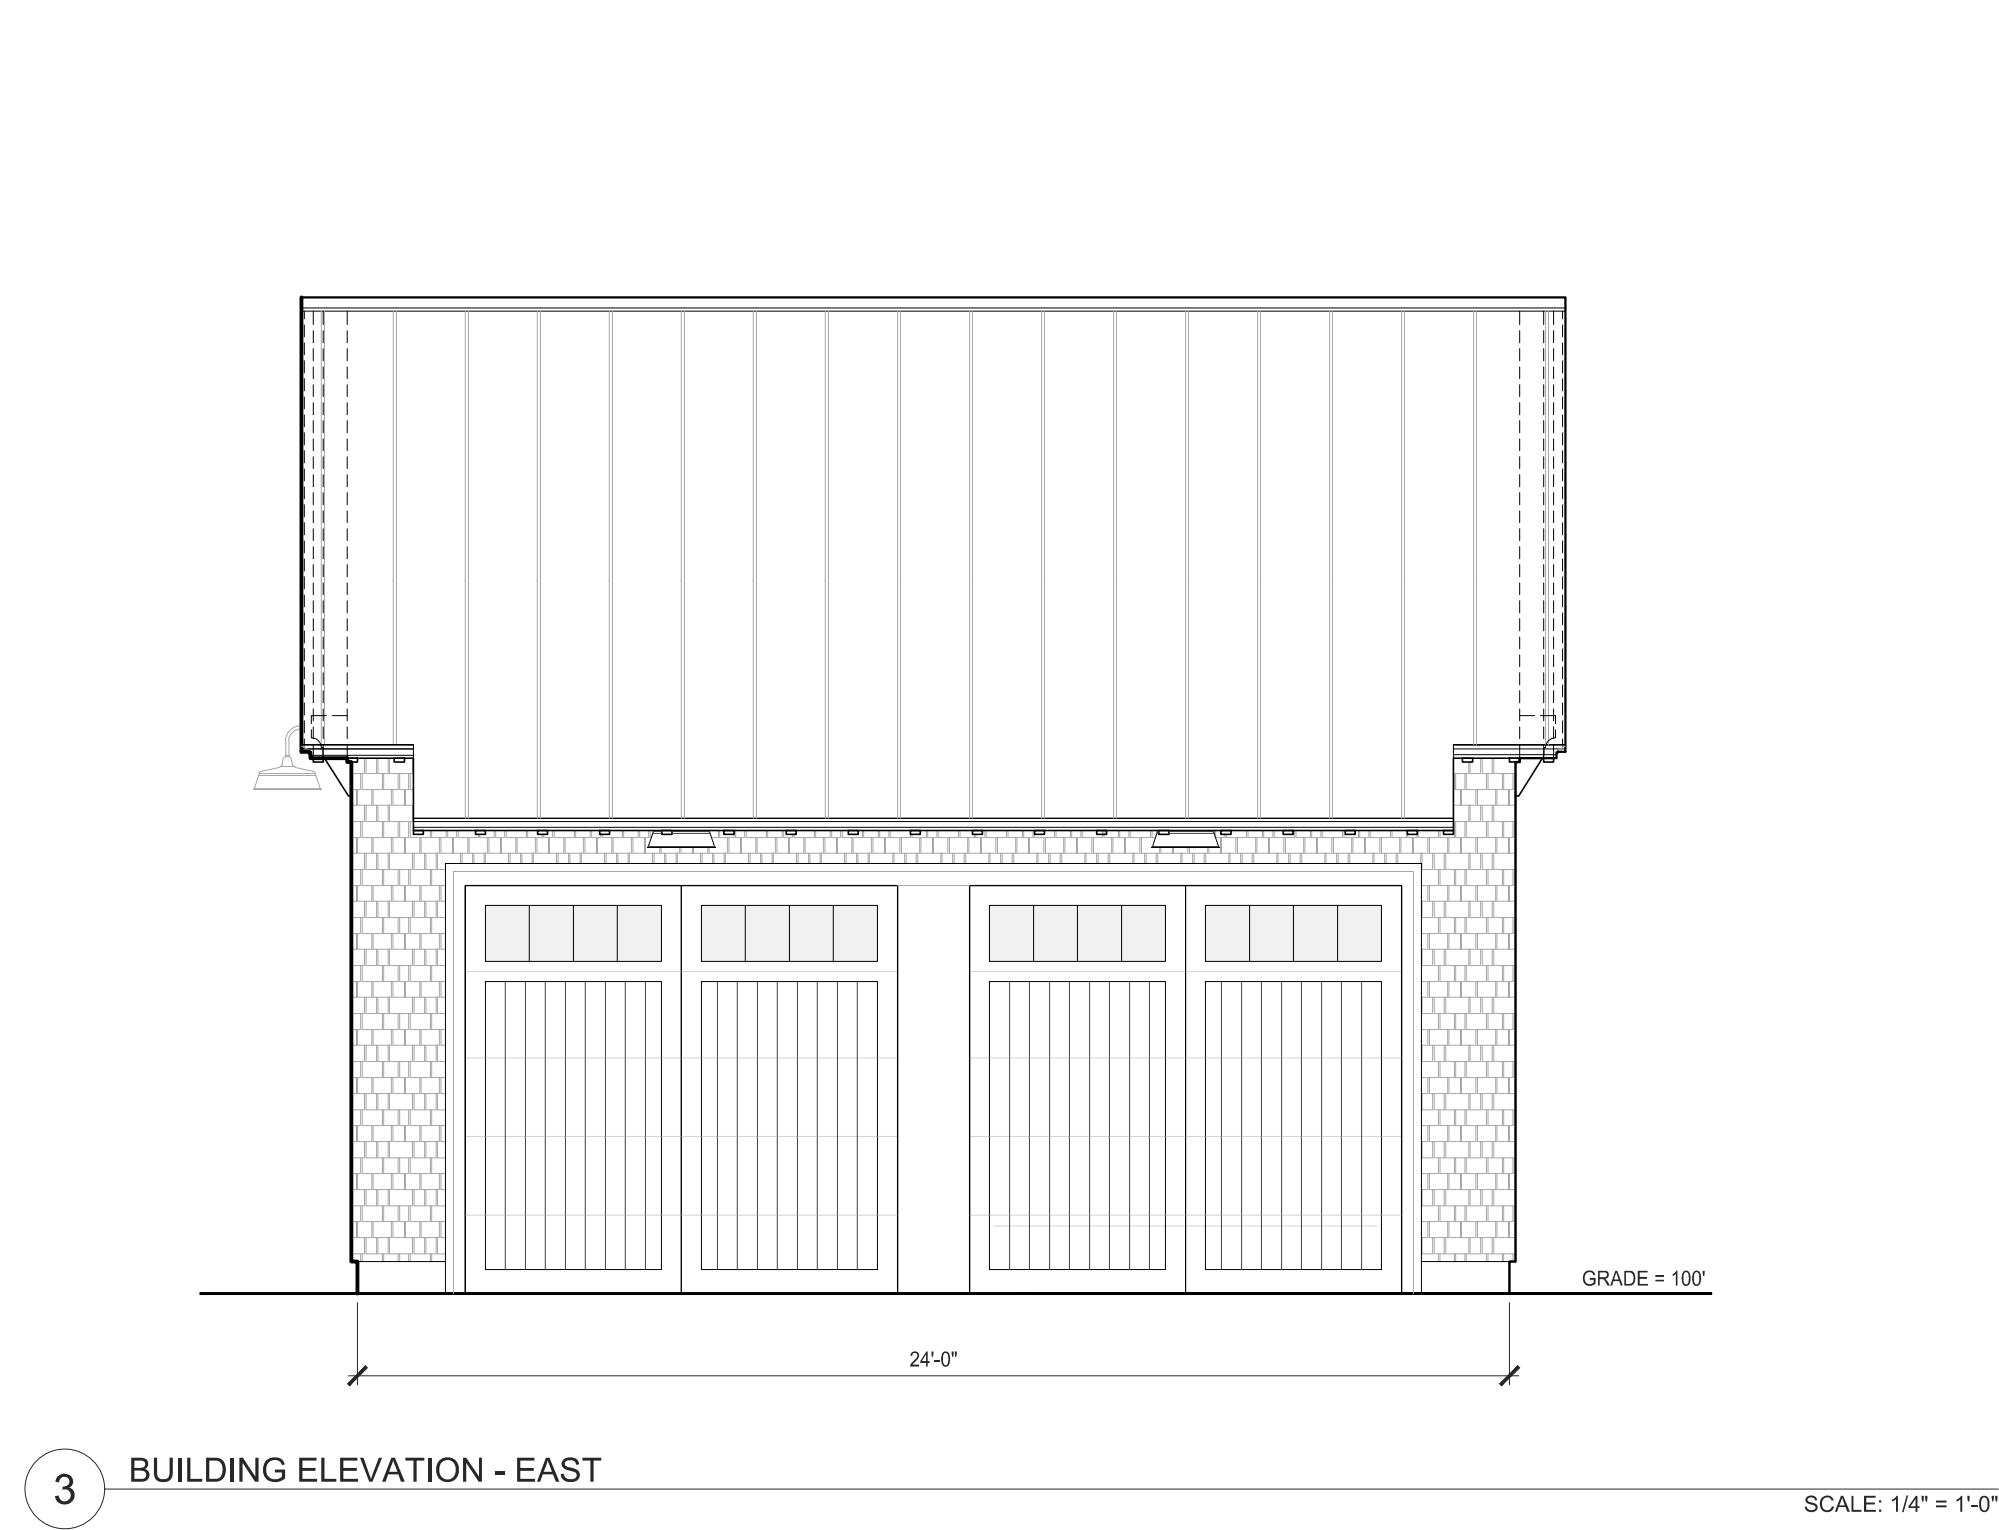 GRADE = 100'
24'-0"
3
BUILDING ELEVATION - EAST
SCALE: 1/4" = 1'-0"